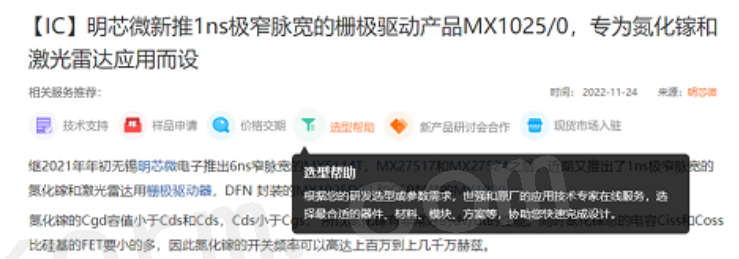 【IC】明芯微新推1ns极窄脉宽的栅极驱动产品MX1025/0，专为氮化镓和
激光雷达应用而设
相关服务推荐：
时间： 2022-11-24 来源：明芯微
技术支持 样品申请 价格交期 选型帮助 新产品研讨会合作 现货市场入驻
继2021年年初无锡明芯微电子推出6ns窄脉宽的 MX27517和 近期又推出了1ns极窄脉宽的
氮化镓和激光雷达用栅极驱动器。DFN 封装的
选型帮助
根据您的研发选型或参数需求，世强和原厂的应用技术专家在线服务，选
择最合适的器件、材料、模块、方案等，协助您快速完成设计。
氮化镓的Cgd容值小于Cds和Cds，Cds小于Cgs， 的电容Ciss和Coss
比硅基的FET要小的多，因此氮化镓的开关频率可以高达上百万到上几千万赫兹。